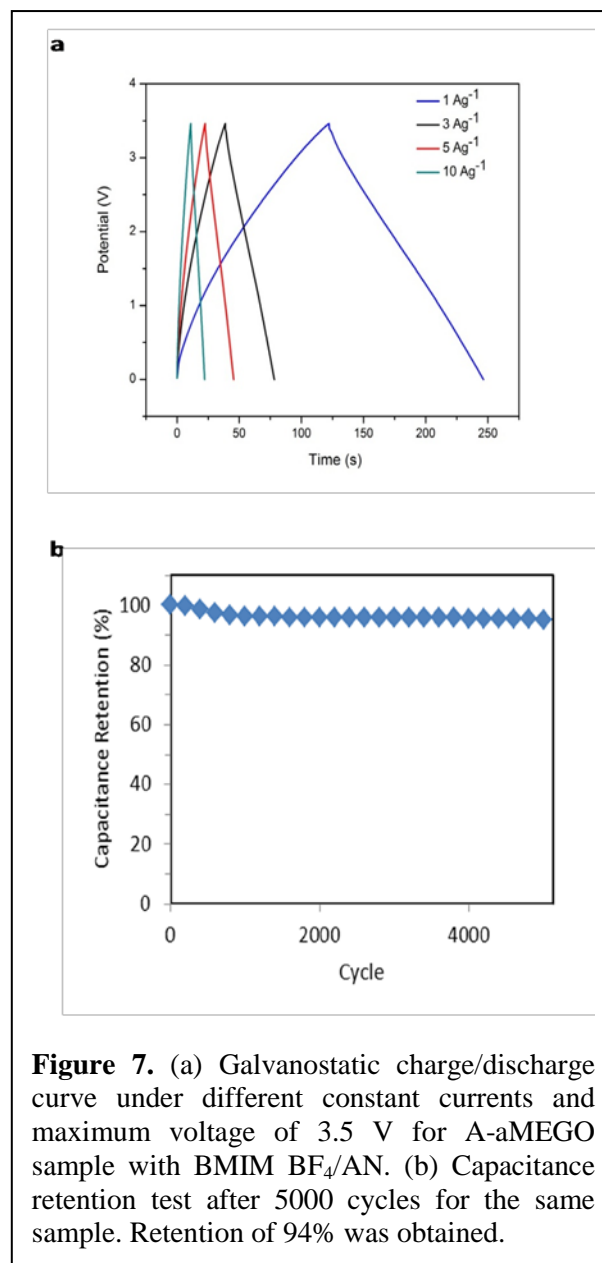 a
4
3
2
1
0
Potential (V)
0 50 100 150 200 250
Time (s)
1 Ag⁻¹
3 Ag⁻¹
5 Ag⁻¹
10 Ag⁻¹
b
100
80
60
40
20
0
Capacitance Retention (%)
0 2000 4000
Cycle
Figure 7. (a) Galvanostatic charge/discharge
curve under different constant currents and
maximum voltage of 3.5 V for A-aMEGO
sample with BMIM BF₄/AN. (b) Capacitance
retention test after 5000 cycles for the same
sample. Retention of 94% was obtained.